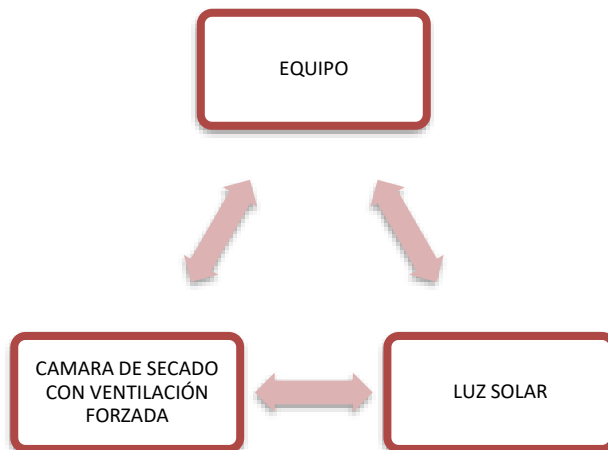 EQUIPO
CAMARA DE SECADO
CON VENTILACIÓN
FORZADA
LUZ SOLAR